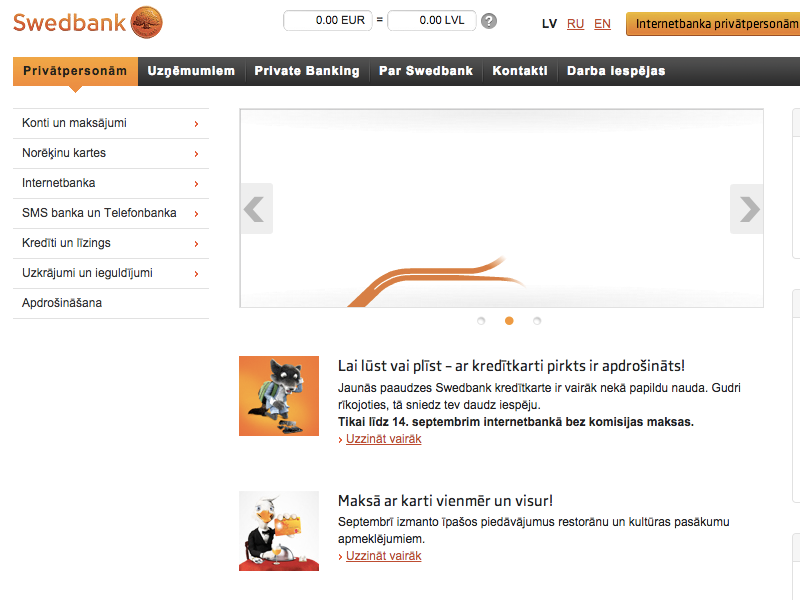 Swedbank
0.00 EUR = 0.00 LVL ?
LV RU EN
Internetbanka privātpersonām
Privātpersonām Uzņēmumiem Private Banking Par Swedbank Kontakti Darba iespējas
Konti un maksājumi
Norēķinu kartes
Internetbanka
SMS banka un Telefonbanka
Kredīti un līzings
Uzkrājumi un ieguldījumi
Apdrošināšana
Lai lūst vai plīst – ar kredītkarti pirkts ir apdrošināts!
Jaunās paaudzes Swedbank kredītkarte ir vairāk nekā papildu nauda. Gudri
rīkojoties, tā sniedz tev daudz iespēju.
Tikai līdz 14. septembrim internetbankā bez komisijas maksas.
› Uzzināt vairāk
Maksā ar karti vienmēr un visur!
Septembrī izmanto īpašos piedāvājumus restorānu un kultūras pasākumu
apmeklējumiem.
› Uzzināt vairāk